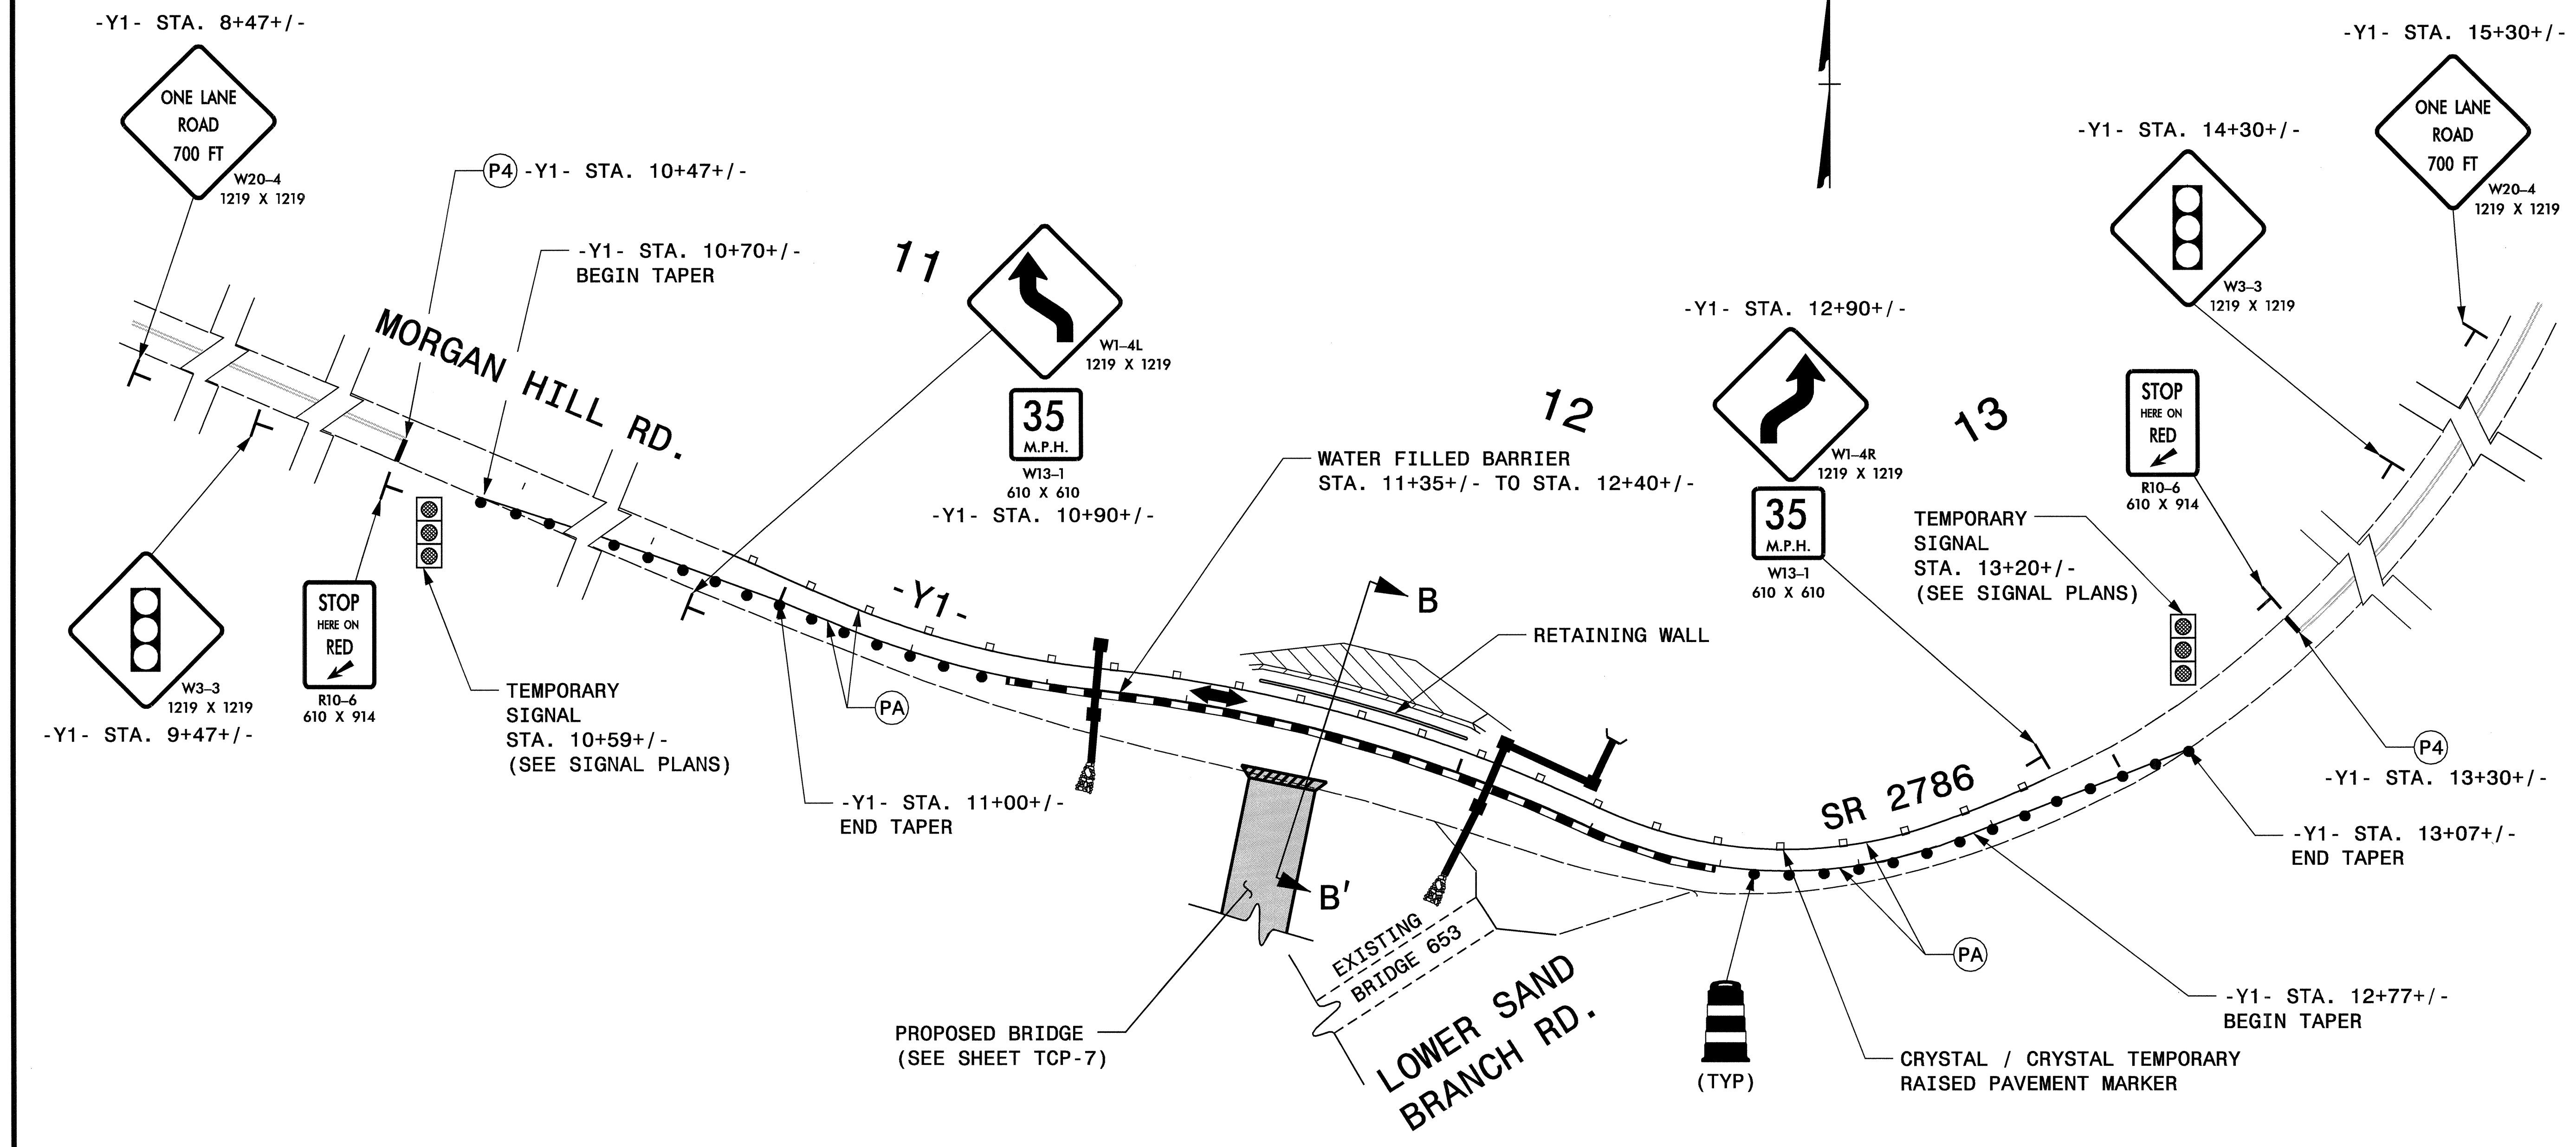 -Y1- STA. 8+47+/-
ONE LANE
ROAD
700 FT
W20-4
1219 X 1219
P4 -Y1- STA. 10+47+/-
-Y1- STA. 10+70+/-
BEGIN TAPER
MORGAN HILL RD.
11
W1-4L
1219 X 1219
35
M.P.H.
W13-1
610 X 610
-Y1- STA. 10+90+/-
-Y1- STA. 15+30+/-
ONE LANE
ROAD
700 FT
W20-4
1219 X 1219
-Y1- STA. 14+30+/-
W3-3
1219 X 1219
-Y1- STA. 12+90+/-
W1-4R
1219 X 1219
35
M.P.H.
W13-1
610 X 610
12
13
STOP
HERE ON
RED
R10-6
610 X 914
WATER FILLED BARRIER
STA. 11+35+/- TO STA. 12+40+/-
TEMPORARY
SIGNAL
STA. 13+20+/-
(SEE SIGNAL PLANS)
W3-3
1219 X 1219
-Y1- STA. 9+47+/-
STOP
HERE ON
RED
R10-6
610 X 914
TEMPORARY
SIGNAL
STA. 10+59+/-
(SEE SIGNAL PLANS)
-Y1-
PA
B
RETAINING WALL
-Y1- STA. 11+00+/-
END TAPER
SR 2786
P4
-Y1- STA. 13+30+/-
-Y1- STA. 13+07+/-
END TAPER
B'
EXISTING
BRIDGE 653
PA
PROPOSED BRIDGE
(SEE SHEET TCP-7)
LOWER SAND
BRANCH RD.
(TYP)
-Y1- STA. 12+77+/-
BEGIN TAPER
CRYSTAL / CRYSTAL TEMPORARY
RAISED PAVEMENT MARKER